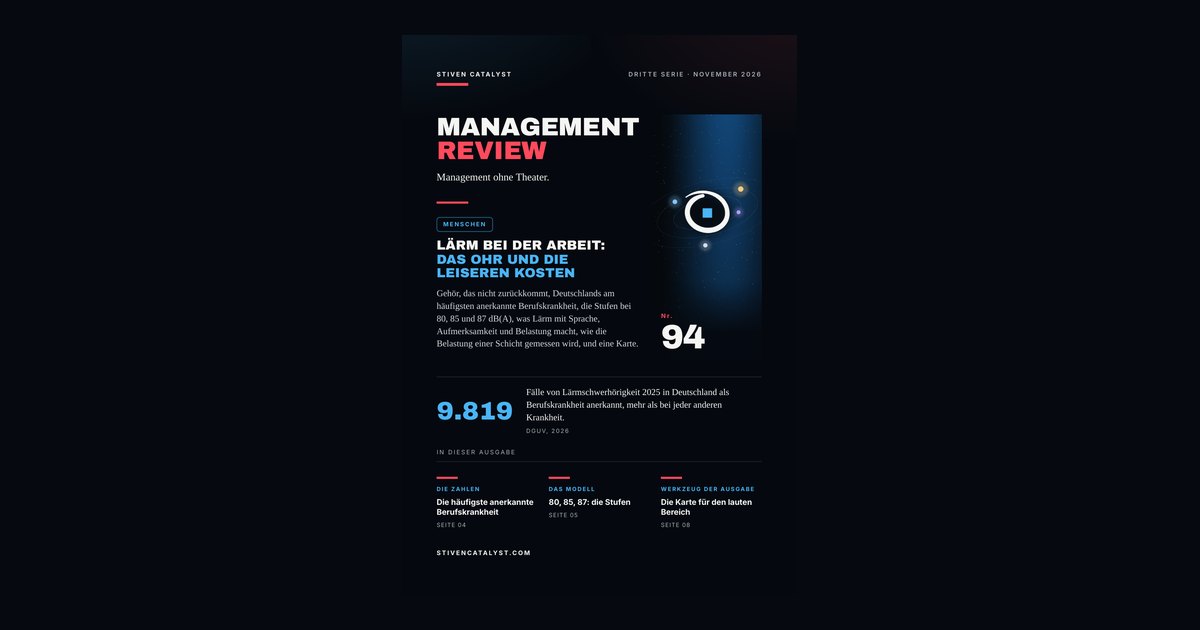 STIVEN CATALYST
DRITTE SERIE · NOVEMBER 2026
MANAGEMENT
REVIEW
Management ohne Theater.
MENSCHEN
LÄRM BEI DER ARBEIT:
DAS OHR UND DIE
LEISEREN KOSTEN
Gehör, das nicht zurückkommt, Deutschlands am
häufigsten anerkannte Berufskrankheit, die Stufen bei
80, 85 und 87 dB(A), was Lärm mit Sprache,
Aufmerksamkeit und Belastung macht, wie die
Belastung einer Schicht gemessen wird, und eine Karte.
Nr.
94
9.819
Fälle von Lärmschwerhörigkeit 2025 in Deutschland als
Berufskrankheit anerkannt, mehr als bei jeder anderen
Krankheit.
DGUV, 2026
IN DIESER AUSGABE
DIE ZAHLEN
Die häufigste anerkannte
Berufskrankheit
SEITE 04
DAS MODELL
80, 85, 87: die Stufen
SEITE 05
WERKZEUG DER AUSGABE
Die Karte für den lauten
Bereich
SEITE 08
STIVENCATALYST.COM